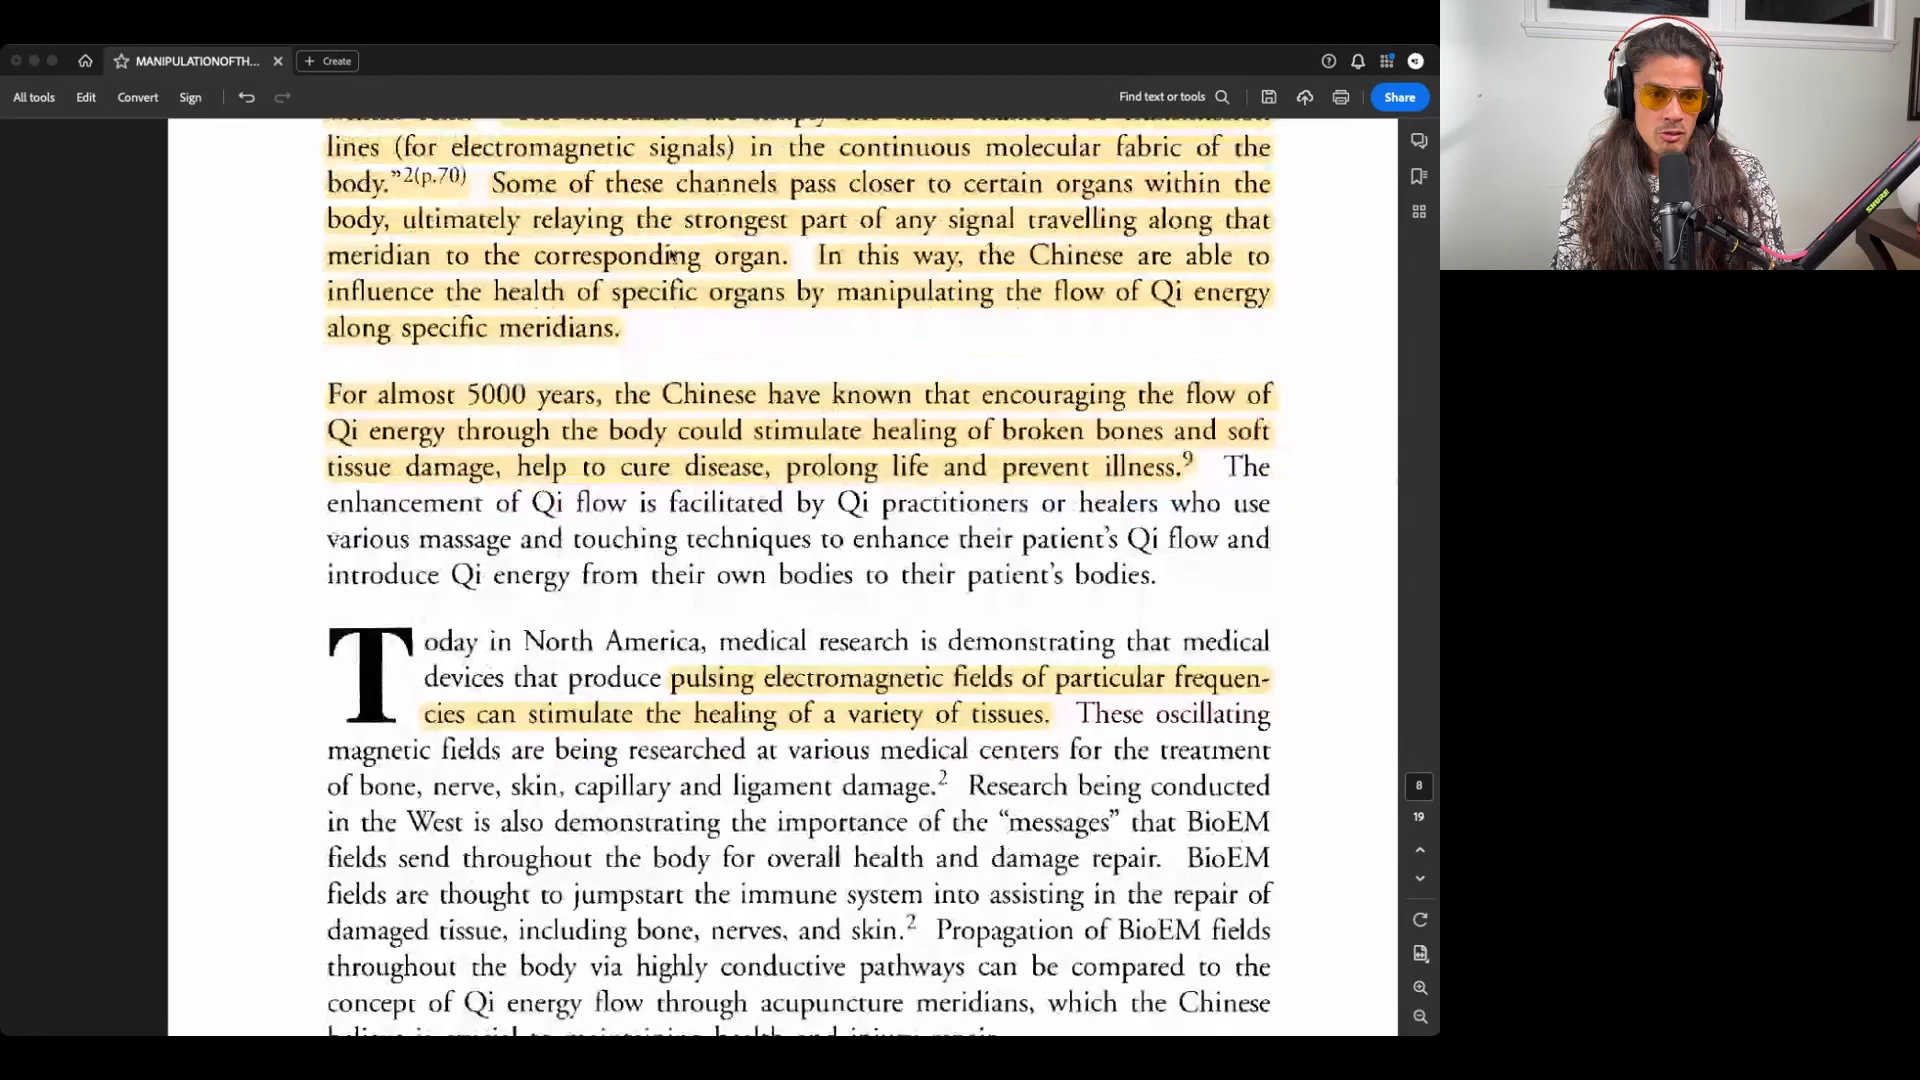 MANIPULATIONOFTH...
Create
All tools
Edit
Convert
Sign
Find text or tools
Share
lines (for electromagnetic signals) in the continuous molecular fabric of the
body.”2(p.70) Some of these channels pass closer to certain organs within the
body, ultimately relaying the strongest part of any signal travelling along that
meridian to the corresponding organ. In this way, the Chinese are able to
influence the health of specific organs by manipulating the flow of Qi energy
along specific meridians.
For almost 5000 years, the Chinese have known that encouraging the flow of
Qi energy through the body could stimulate healing of broken bones and soft
tissue damage, help to cure disease, prolong life and prevent illness.9 The
enhancement of Qi flow is facilitated by Qi practitioners or healers who use
various massage and touching techniques to enhance their patient’s Qi flow and
introduce Qi energy from their own bodies to their patient’s bodies.
Today in North America, medical research is demonstrating that medical
devices that produce pulsing electromagnetic fields of particular frequen-
cies can stimulate the healing of a variety of tissues. These oscillating
magnetic fields are being researched at various medical centers for the treatment
of bone, nerve, skin, capillary and ligament damage.2 Research being conducted
in the West is also demonstrating the importance of the “messages” that BioEM
fields send throughout the body for overall health and damage repair. BioEM
fields are thought to jumpstart the immune system into assisting in the repair of
damaged tissue, including bone, nerves, and skin.2 Propagation of BioEM fields
throughout the body via highly conductive pathways can be compared to the
concept of Qi energy flow through acupuncture meridians, which the Chinese
8
19
SHURE